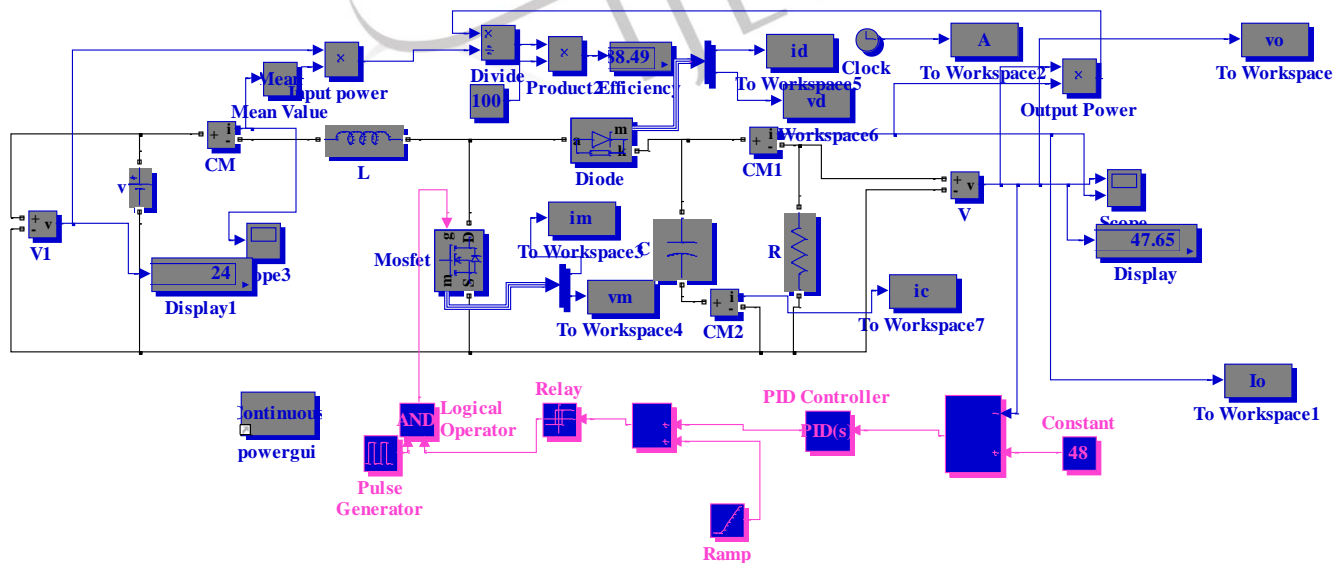 A
vo
id
38.49
To Workspace2
To Workspace
Clock
Mean
Input power
Divide
Product2
Efficiency
To Workspace5
Output Power
100
vd
Mean Value
Workspace6
+
-
i
CM
L
a
m
k
Diode
+
-
i
CM1
v
+
-
v
V1
+
-
v
V
im
To Workspace3
Scope
g
D
m
S
Mosfet
C
R
47.65
Display
24
ope3
Display1
vm
To Workspace4
+
-
i
CM2
ic
To Workspace7
Io
To Workspace1
Continuous
powergui
Relay
AND
Logical
Operator
PID Controller
PID(s)
Constant
48
Pulse
Generator
Ramp